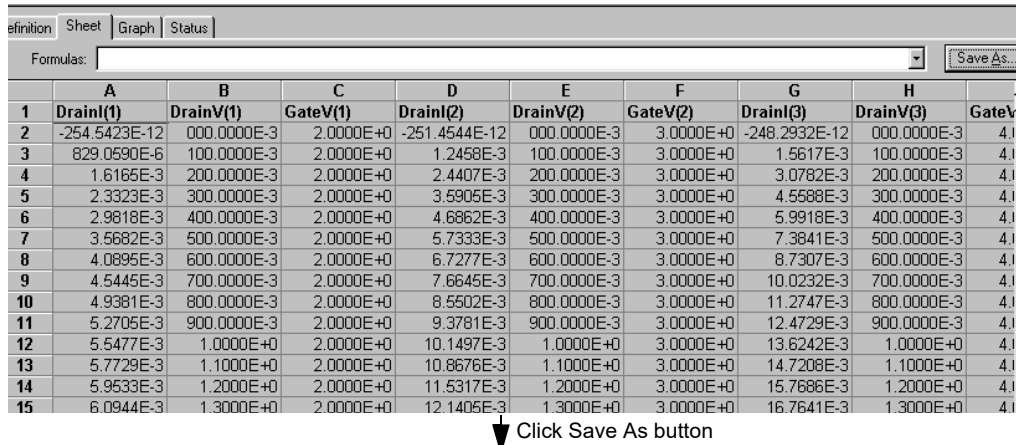 efinition Sheet Graph Status
Formulas: Save As...
A B C D E F G H
1 DrainI(1) DrainV(1) GateV(1) DrainI(2) DrainV(2) GateV(2) DrainI(3) DrainV(3) GateV
2 -254.5423E-12 000.0000E-3 2.0000E+0 -251.4544E-12 000.0000E-3 3.0000E+0 -248.2932E-12 000.0000E-3 4.
3 829.0590E-6 100.0000E-3 2.0000E+0 1.2458E-3 100.0000E-3 3.0000E+0 1.5617E-3 100.0000E-3 4.
4 1.6165E-3 200.0000E-3 2.0000E+0 2.4407E-3 200.0000E-3 3.0000E+0 3.0782E-3 200.0000E-3 4.
5 2.3323E-3 300.0000E-3 2.0000E+0 3.5905E-3 300.0000E-3 3.0000E+0 4.5588E-3 300.0000E-3 4.
6 2.9818E-3 400.0000E-3 2.0000E+0 4.6862E-3 400.0000E-3 3.0000E+0 5.9918E-3 400.0000E-3 4.
7 3.5682E-3 500.0000E-3 2.0000E+0 5.7333E-3 500.0000E-3 3.0000E+0 7.3841E-3 500.0000E-3 4.
8 4.0895E-3 600.0000E-3 2.0000E+0 6.7277E-3 600.0000E-3 3.0000E+0 8.7307E-3 600.0000E-3 4.
9 4.5445E-3 700.0000E-3 2.0000E+0 7.6645E-3 700.0000E-3 3.0000E+0 10.0232E-3 700.0000E-3 4.
10 4.9381E-3 800.0000E-3 2.0000E+0 8.5502E-3 800.0000E-3 3.0000E+0 11.2747E-3 800.0000E-3 4.
11 5.2705E-3 900.0000E-3 2.0000E+0 9.3781E-3 900.0000E-3 3.0000E+0 12.4729E-3 900.0000E-3 4.
12 5.5477E-3 1.0000E+0 2.0000E+0 10.1497E-3 1.0000E+0 3.0000E+0 13.6242E-3 1.0000E+0 4.
13 5.7729E-3 1.1000E+0 2.0000E+0 10.8676E-3 1.1000E+0 3.0000E+0 14.7208E-3 1.1000E+0 4.
14 5.9533E-3 1.2000E+0 2.0000E+0 11.5317E-3 1.2000E+0 3.0000E+0 15.7686E-3 1.2000E+0 4.
15 6.0944E-3 1.3000E+0 2.0000E+0 12.1405E-3 1.3000E+0 3.0000E+0 16.7641E-3 1.3000E+0 4.
Click Save As button